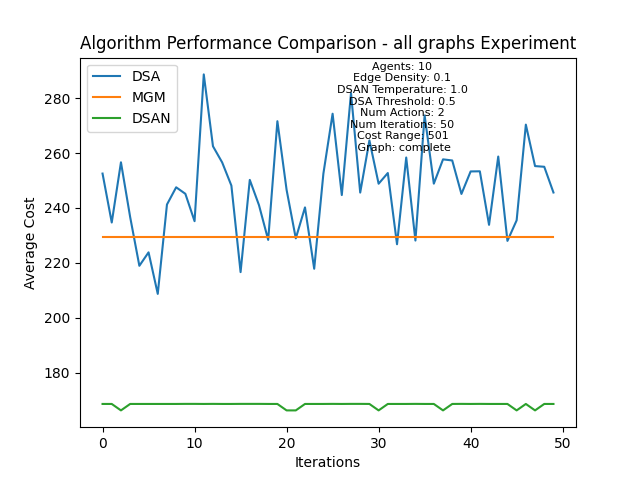 Algorithm Performance Comparison - all graphs Experiment
DSA
MGM
DSAN
Agents: 10
Edge Density: 0.1
DSAN Temperature: 1.0
DSA Threshold: 0.5
Num Actions: 2
Num Iterations: 50
Cost Range: 501
Graph: complete
280
260
240
220
200
180
Average Cost
0
10
20
30
40
50
Iterations